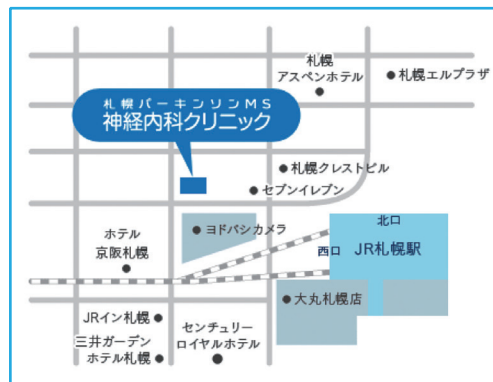 札幌
アスペンホテル
札幌エルプラザ
札幌パーキンソンMS
神経内科クリニック
札幌クレストビル
セブンイレブン
ヨドバシカメラ
北口
西口
JR札幌駅
ホテル
京阪札幌
大丸札幌店
JRイン札幌
三井ガーデン
ホテル札幌
センチュリー
ロイヤルホテル